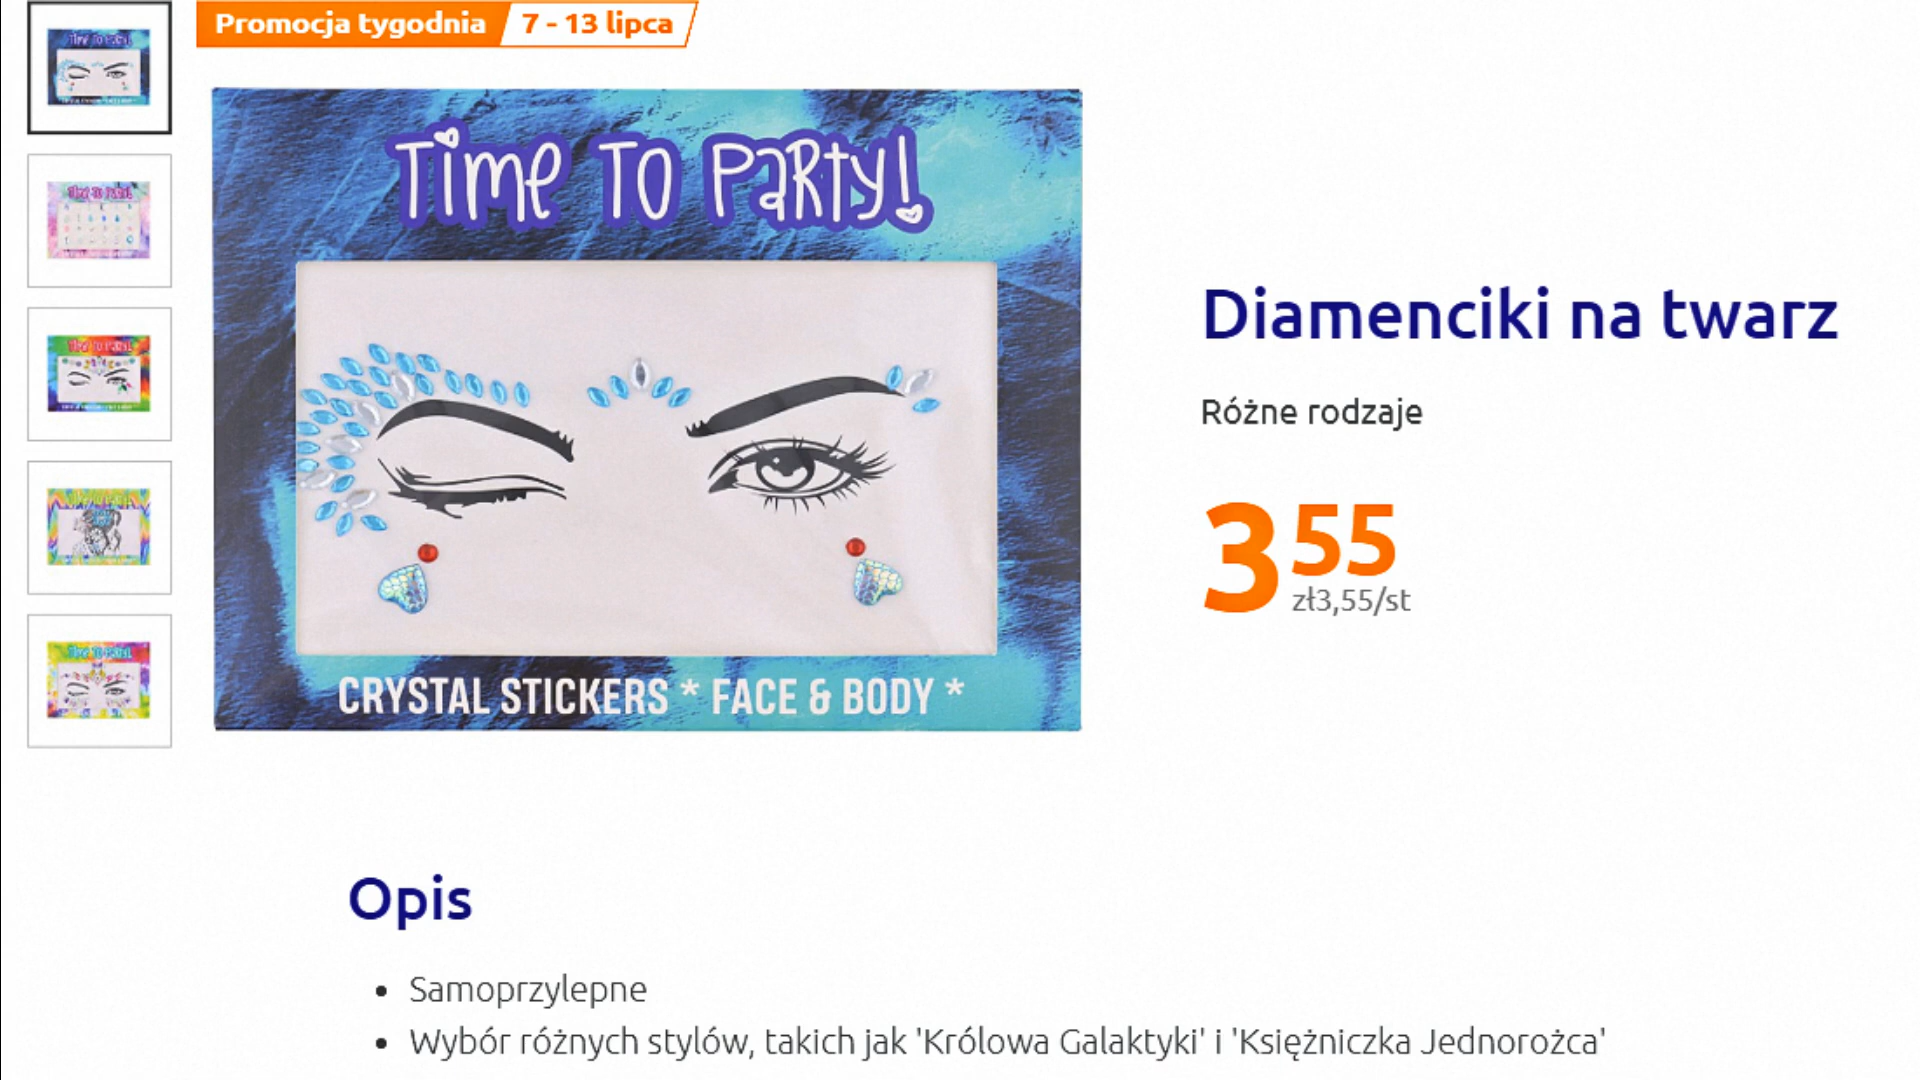 Promocja tygodnia 7 - 13 lipca
Time To Party!
CRYSTAL STICKERS * FACE & BODY *
Diamenciki na twarz
Różne rodzaje
3 55
zł3,55/st
Opis
• Samoprzylepne
• Wybór różnych stylów, takich jak 'Królowa Galaktyki' i 'Księżniczka Jednorożca'